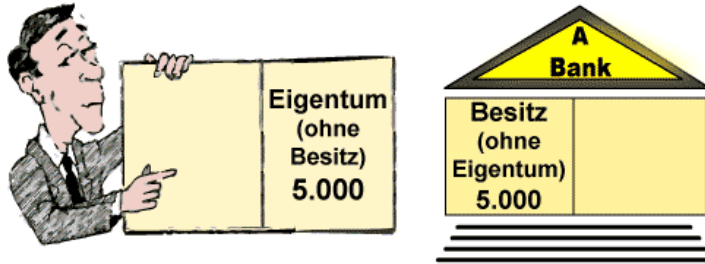 Eigentum
(ohne
Besitz)
5.000
A
Bank
Besitz
(ohne
Eigentum)
5.000